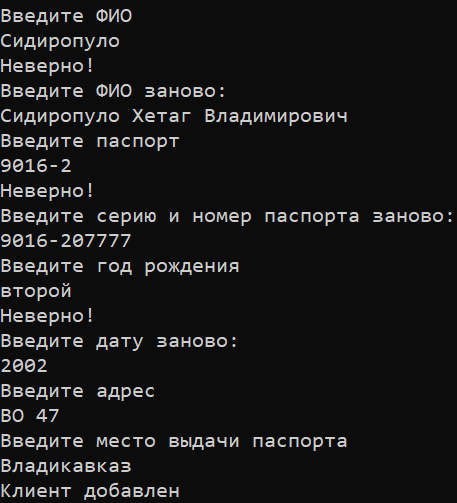 Введите ФИО
Сидиропуло
Неверно!
Введите ФИО заново:
Сидиропуло Хетаг Владимирович
Введите паспорт
9016-2
Неверно!
Введите серию и номер паспорта заново:
9016-207777
Введите год рождения
второй
Неверно!
Введите дату заново:
2002
Введите адрес
ВО 47
Введите место выдачи паспорта
Владикавказ
Клиент добавлен